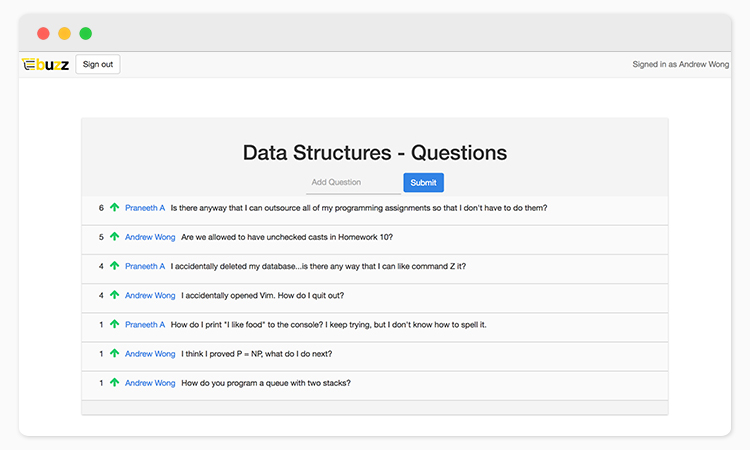 buzz Sign out Signed in as Andrew Wong
Data Structures - Questions
Add Question Submit
6 Praneeth A Is there anyway that I can outsource all of my programming assignments so that I don't have to do them?
5 Andrew Wong Are we allowed to have unchecked casts in Homework 10?
4 Praneeth A I accidentally deleted my database...is there any way that I can like command Z it?
4 Andrew Wong I accidentally opened Vim. How do I quit out?
1 Praneeth A How do I print "I like food" to the console? I keep trying, but I don't know how to spell it.
1 Andrew Wong I think I proved P = NP, what do I do next?
1 Andrew Wong How do you program a queue with two stacks?